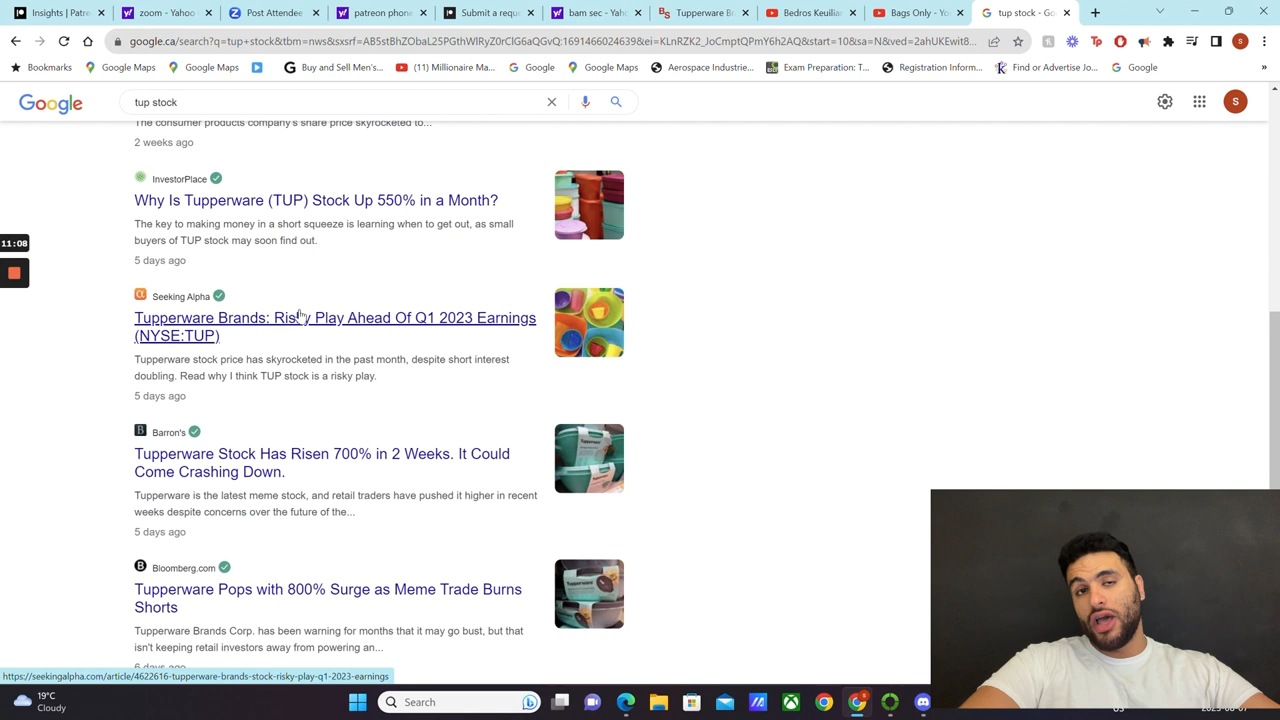 Insights | Patre
zoom - Yahoo
Post Attendee
patreon phone
Submit a reque
bam sec - Yaho
Tupperware Br
Bedros Keuilian
Bags Only - Yo
tup stock - Go
google.ca/search?q=tup+stock&tbm=nws&sxsrf=AB5stBhZObaL25PGtIvWIRyZ0rClG6aGvGQ:1691466024639&ei=KLnRZK2_JoCmptQPmY6h2AQ&start=10&sa=N&ved=2ahUKEwit8...
Bookmarks
Google Maps
Google Maps
Buy and Sell Men's...
(11) Millionaire Ma...
Google
Google Maps
Aerospace Industrie...
Exam Preparation: T...
Registration Inform...
Find or Advertise Jo...
Google
»
Google
tup stock
S
The consumer products company's share price skyrocketed to...
2 weeks ago
InvestorPlace
Why Is Tupperware (TUP) Stock Up 550% in a Month?
The key to making money in a short squeeze is learning when to get out, as small
buyers of TUP stock may soon find out.
5 days ago
11:08
Seeking Alpha
Tupperware Brands: Risky Play Ahead Of Q1 2023 Earnings
(NYSE:TUP)
Tupperware stock price has skyrocketed in the past month, despite short interest
doubling. Read why I think TUP stock is a risky play.
5 days ago
Barron's
Tupperware Stock Has Risen 700% in 2 Weeks. It Could
Come Crashing Down.
Tupperware is the latest meme stock, and retail traders have pushed it higher in recent
weeks despite concerns over the future of the...
5 days ago
Bloomberg.com
Tupperware Pops with 800% Surge as Meme Trade Burns
Shorts
Tupperware Brands Corp. has been warning for months that it may go bust, but that
isn't keeping retail investors away from powering an...
6 days ago
https://seekingalpha.com/article/4622616-tupperware-brands-stock-risky-play-q1-2023-earnings
19°C
Cloudy
Search